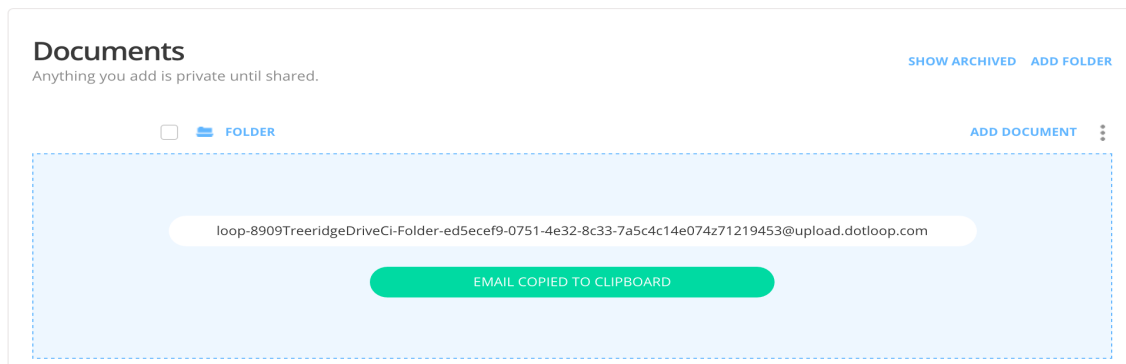 Documents
Anything you add is private until shared.
SHOW ARCHIVED ADD FOLDER
FOLDER
ADD DOCUMENT
loop-8909TreeridgeDriveCi-Folder-ed5ecef9-0751-4e32-8c33-7a5c4c14e074z71219453@upload.dotloop.com
EMAIL COPIED TO CLIPBOARD